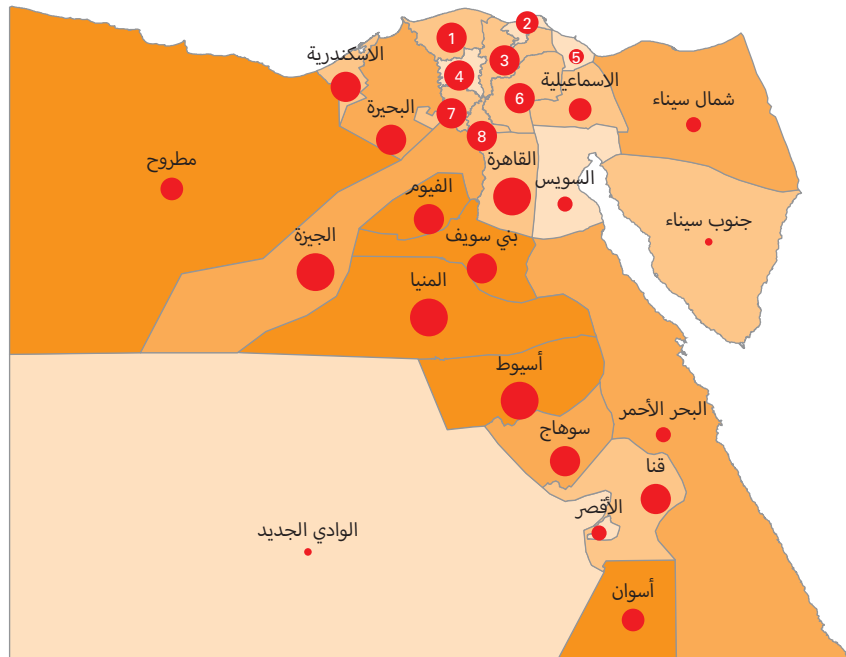 1
2
3
4
5
6
7
8
الاسكندرية
الاسماعيلية
شمال سيناء
البحيرة
القاهرة
السويس
مطروح
الفيوم
جنوب سيناء
الجيزة
بني سويف
المنيا
أسيوط
سوهاج
البحر الأحمر
قنا
الأقصر
الوادي الجديد
أسوان